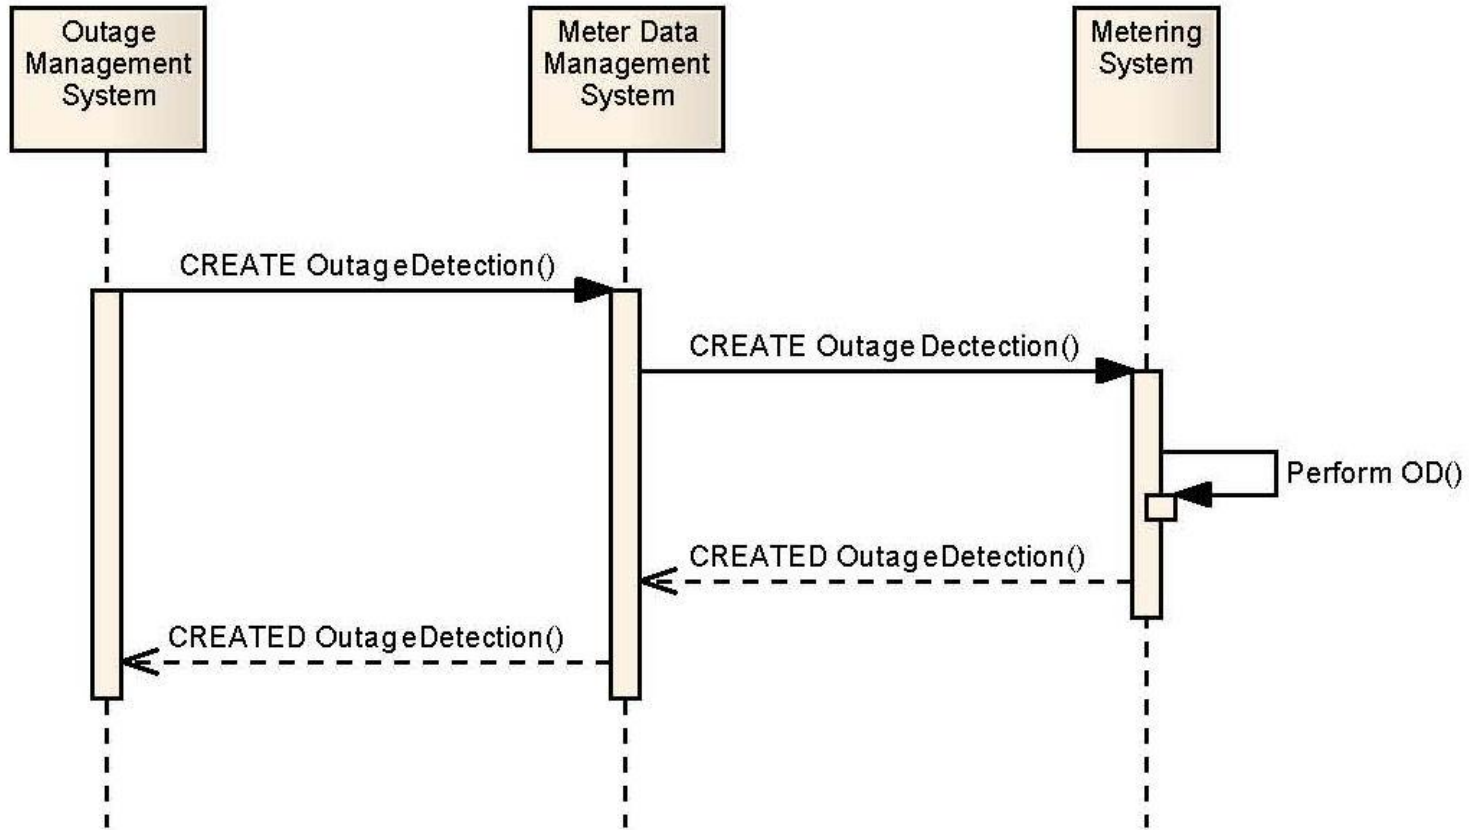 Outage
Management
System
Meter Data
Management
System
Metering
System
CREATE OutageDetection()
CREATE Outage Dectection()
Perform OD()
CREATED OutageDetection()
CREATED OutageDetection()